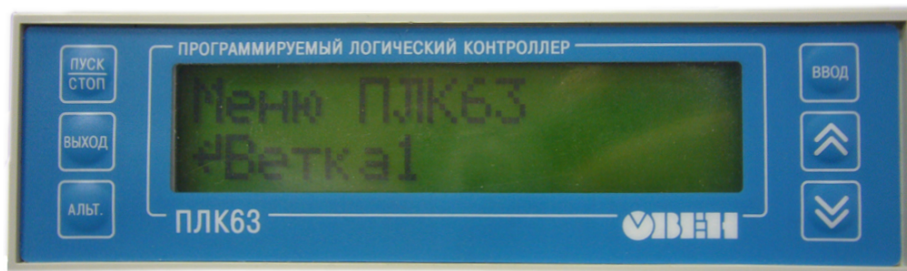 ПРОГРАММИРУЕМЫЙ ЛОГИЧЕСКИЙ КОНТРОЛЛЕР
ПУСК
СТОП
ВЫХОД
АЛЬТ.
Меню ПЛК63
#Ветка1
ВВОД
ПЛК63
ОВЕН